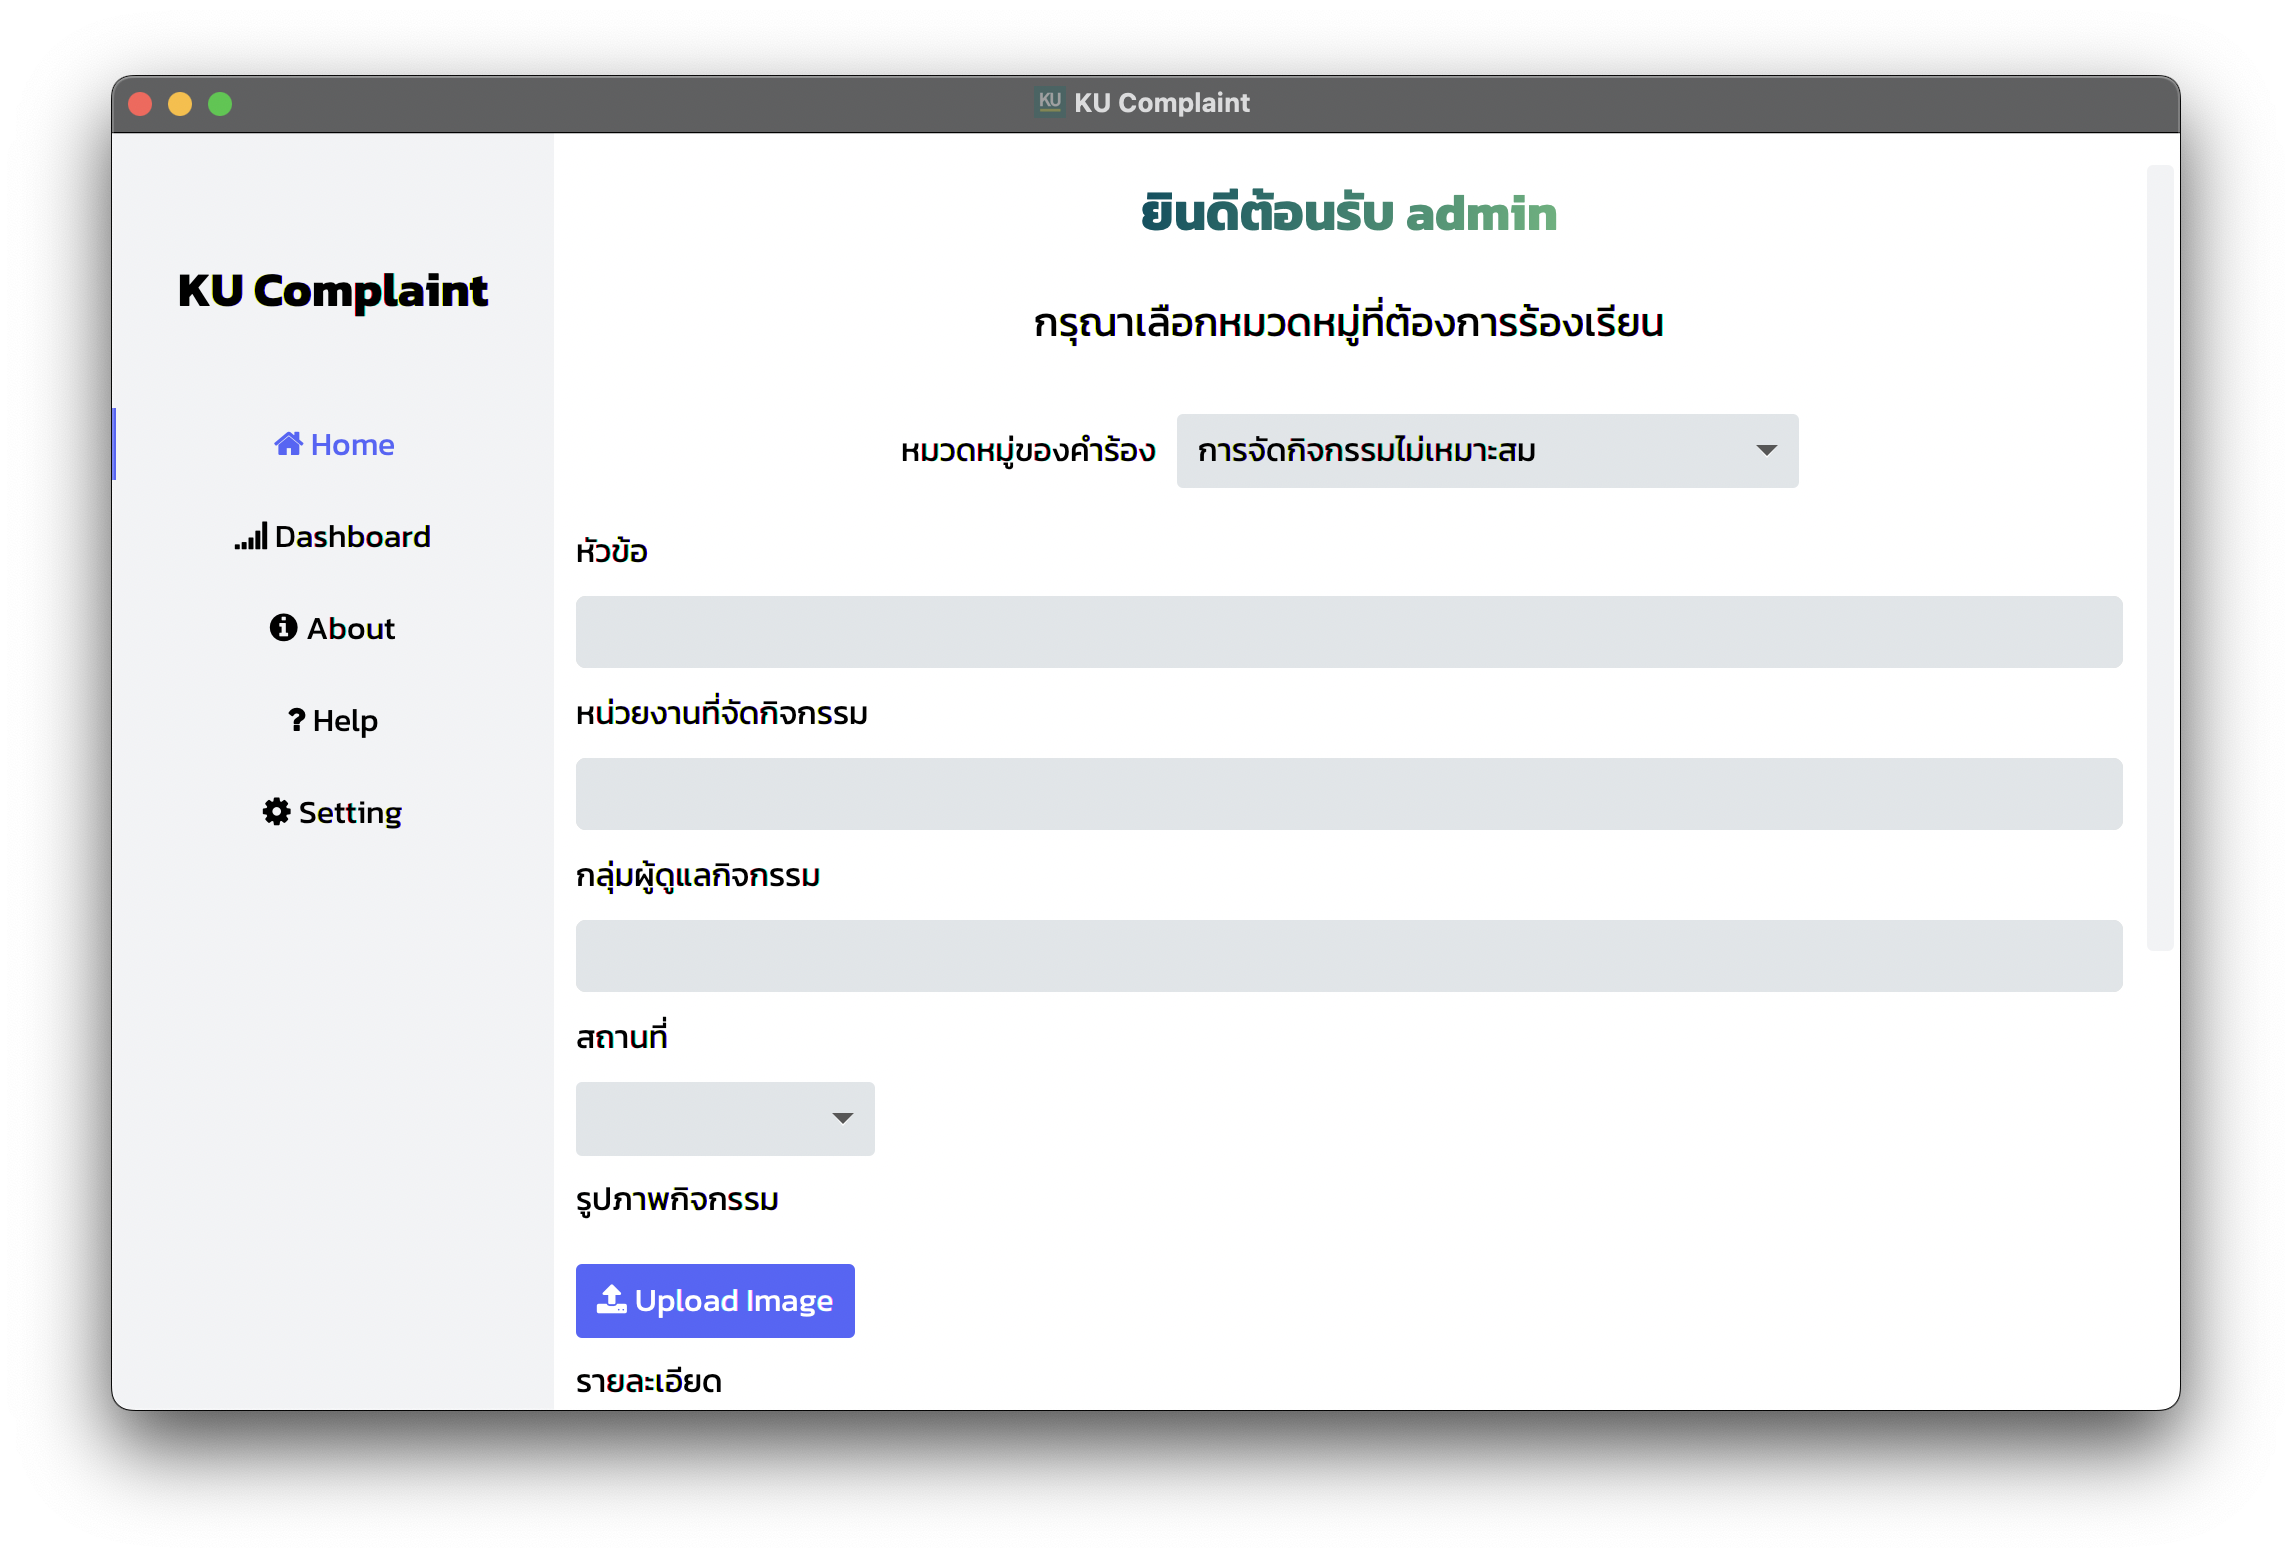 KU KU Complaint
KU Complaint
Home
Dashboard
About
? Help
Setting
ยินดีต้อนรับ admin
กรุณาเลือกหมวดหมู่ที่ต้องการร้องเรียน
หมวดหมู่ของคำร้อง การจัดกิจกรรมไม่เหมาะสม
หัวข้อ
หน่วยงานที่จัดกิจกรรม
กลุ่มผู้ดูแลกิจกรรม
สถานที่
รูปภาพกิจกรรม
Upload Image
รายละเอียด